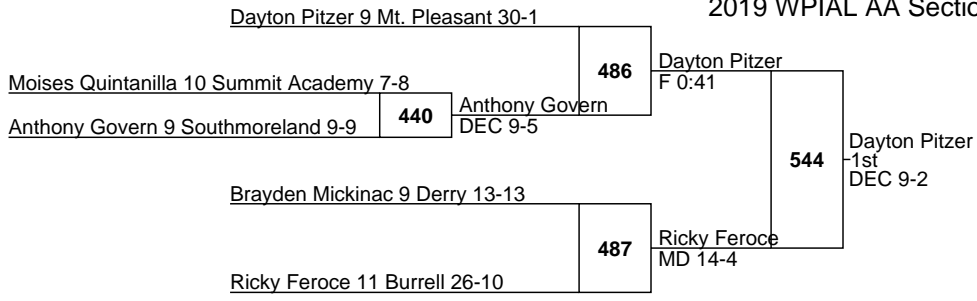 2019 WPIAL AA Sectio
Dayton Pitzer 9 Mt. Pleasant 30-1
486
Dayton Pitzer
F 0:41
Moises Quintanilla 10 Summit Academy 7-8
440
Anthony Govern
DEC 9-5
Anthony Govern 9 Southmoreland 9-9
544
Dayton Pitzer
1st
DEC 9-2
Brayden Mickinac 9 Derry 13-13
487
Ricky Feroce
MD 14-4
Ricky Feroce 11 Burrell 26-10